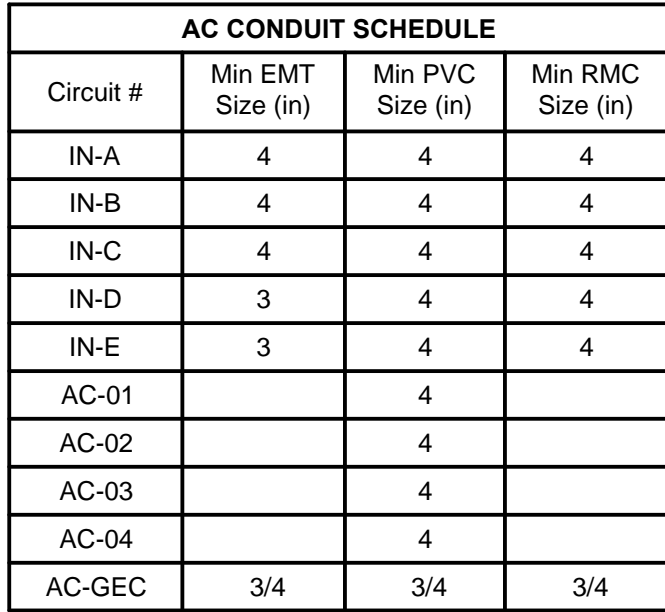 AC CONDUIT SCHEDULE
Circuit # Min EMT Size (in) Min PVC Size (in) Min RMC Size (in)
IN-A 4 4 4
IN-B 4 4 4
IN-C 4 4 4
IN-D 3 4 4
IN-E 3 4 4
AC-01 4
AC-02 4
AC-03 4
AC-04 4
AC-GEC 3/4 3/4 3/4